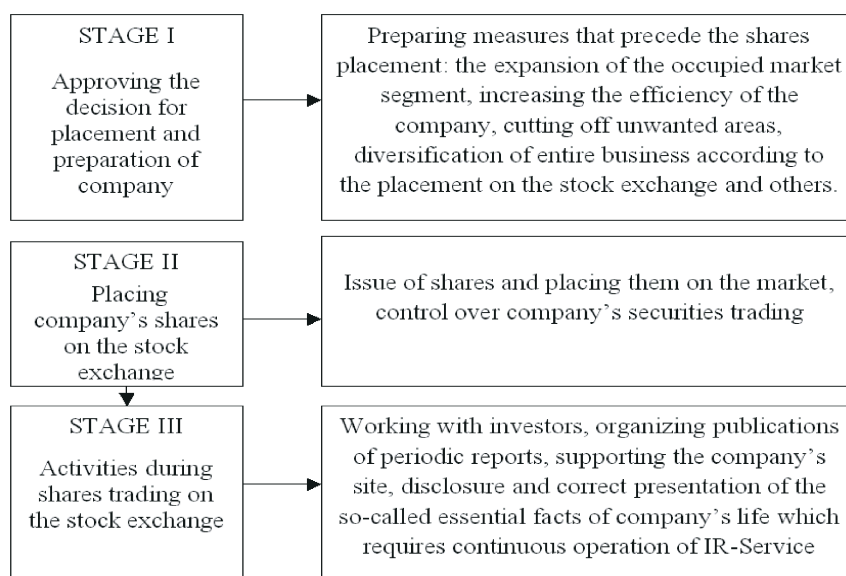 STAGE I
Approving the
decision for
placement and
preparation of
company
Preparing measures that precede the shares
placement: the expansion of the occupied market
segment, increasing the efficiency of the
company, cutting off unwanted areas,
diversification of entire business according to
the placement on the stock exchange and others.
STAGE II
Placing
company's shares
on the stock
exchange
Issue of shares and placing them on the market,
control over company's securities trading
STAGE III
Activities during
shares trading on
the stock exchange
Working with investors, organizing publications
of periodic reports, supporting the company's
site, disclosure and correct presentation of the
so-called essential facts of company's life which
requires continuous operation of IR-Service